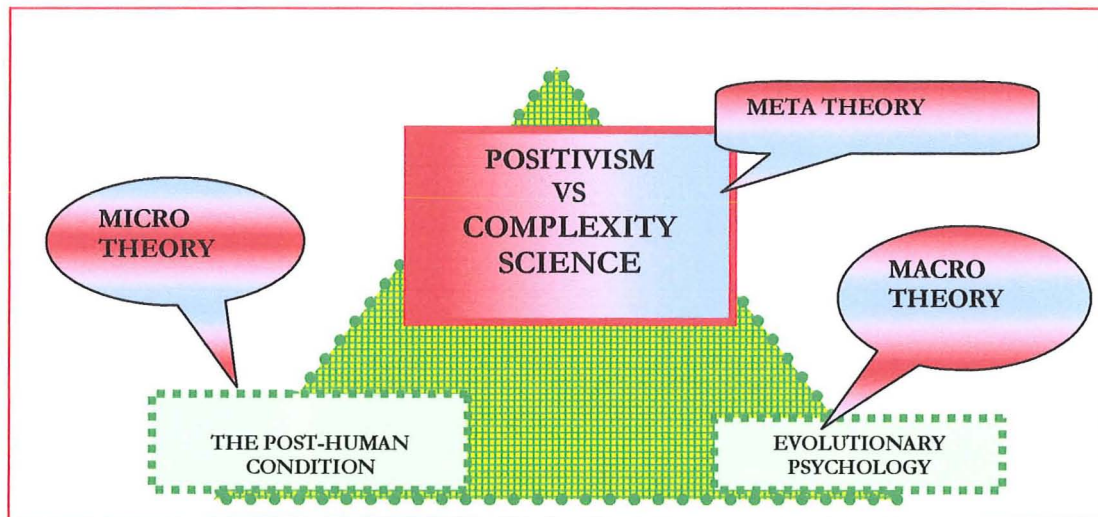 META THEORY
POSITIVISM
VS
COMPLEXITY
SCIENCE
MICRO
THEORY
MACRO
THEORY
THE POST-HUMAN
CONDITION
EVOLUTIONARY
PSYCHOLOGY